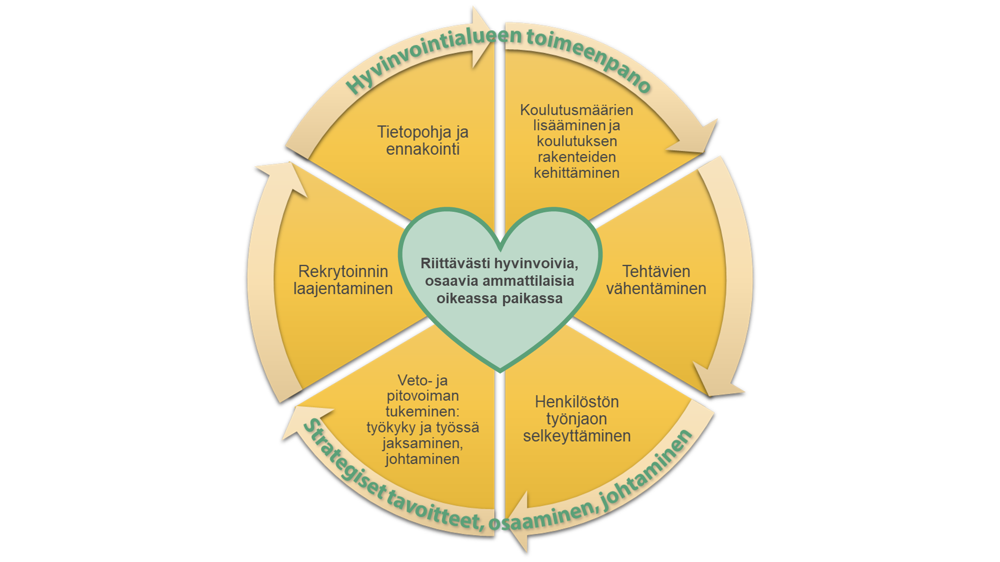 Hyvinvointialueen toimeenpano
Tietopohja ja
ennakointi
Koulutusmäärien
lisääminen ja
koulutuksen
rakenteiden
kehittäminen
Rekrytoinnin
laajentaminen
Riittävästi hyvinvoivia,
osaavia ammattilaisia
oikeassa paikassa
Tehtävien
vähentäminen
Veto- ja
pitovoiman
tukeminen:
työkyky ja työssä
jaksaminen,
johtaminen
Henkilöstön
työnjaon
selkeyttäminen
Strategiset tavoitteet, osaaminen, johtaminen